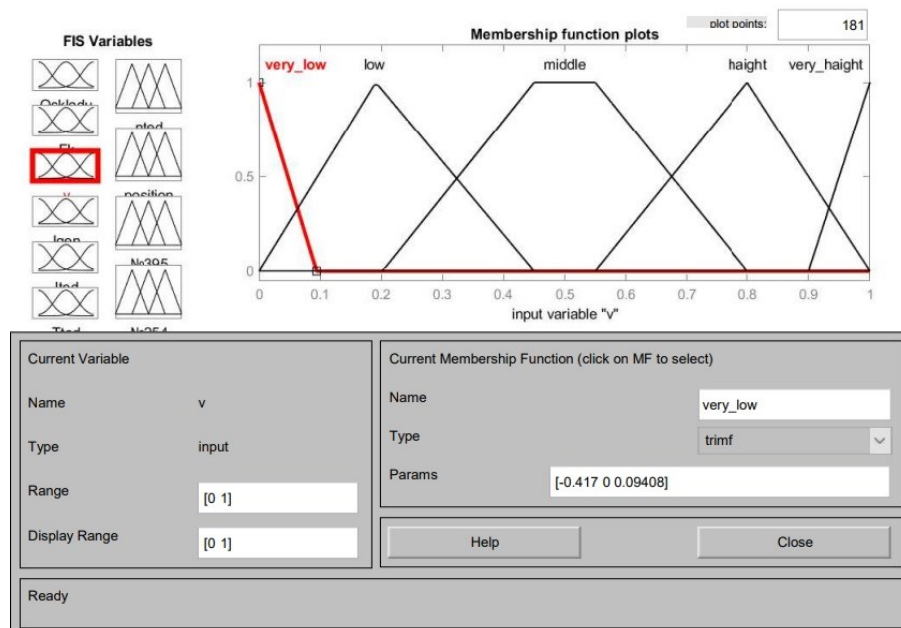 FIS Variables
Membership function plots
plot points:
181
very_low
low
middle
haight
very_height
1
0.5
0
0 0.1 0.2 0.3 0.4 0.5 0.6 0.7 0.8 0.9 1
input variable "v"
position
Current Variable
Name
v
Type
input
Range
[0 1]
Display Range
[0 1]
Current Membership Function (click on MF to select)
Name
very_low
Type
trimf
Params
[-0.417 0 0.09408]
Help
Close
Ready